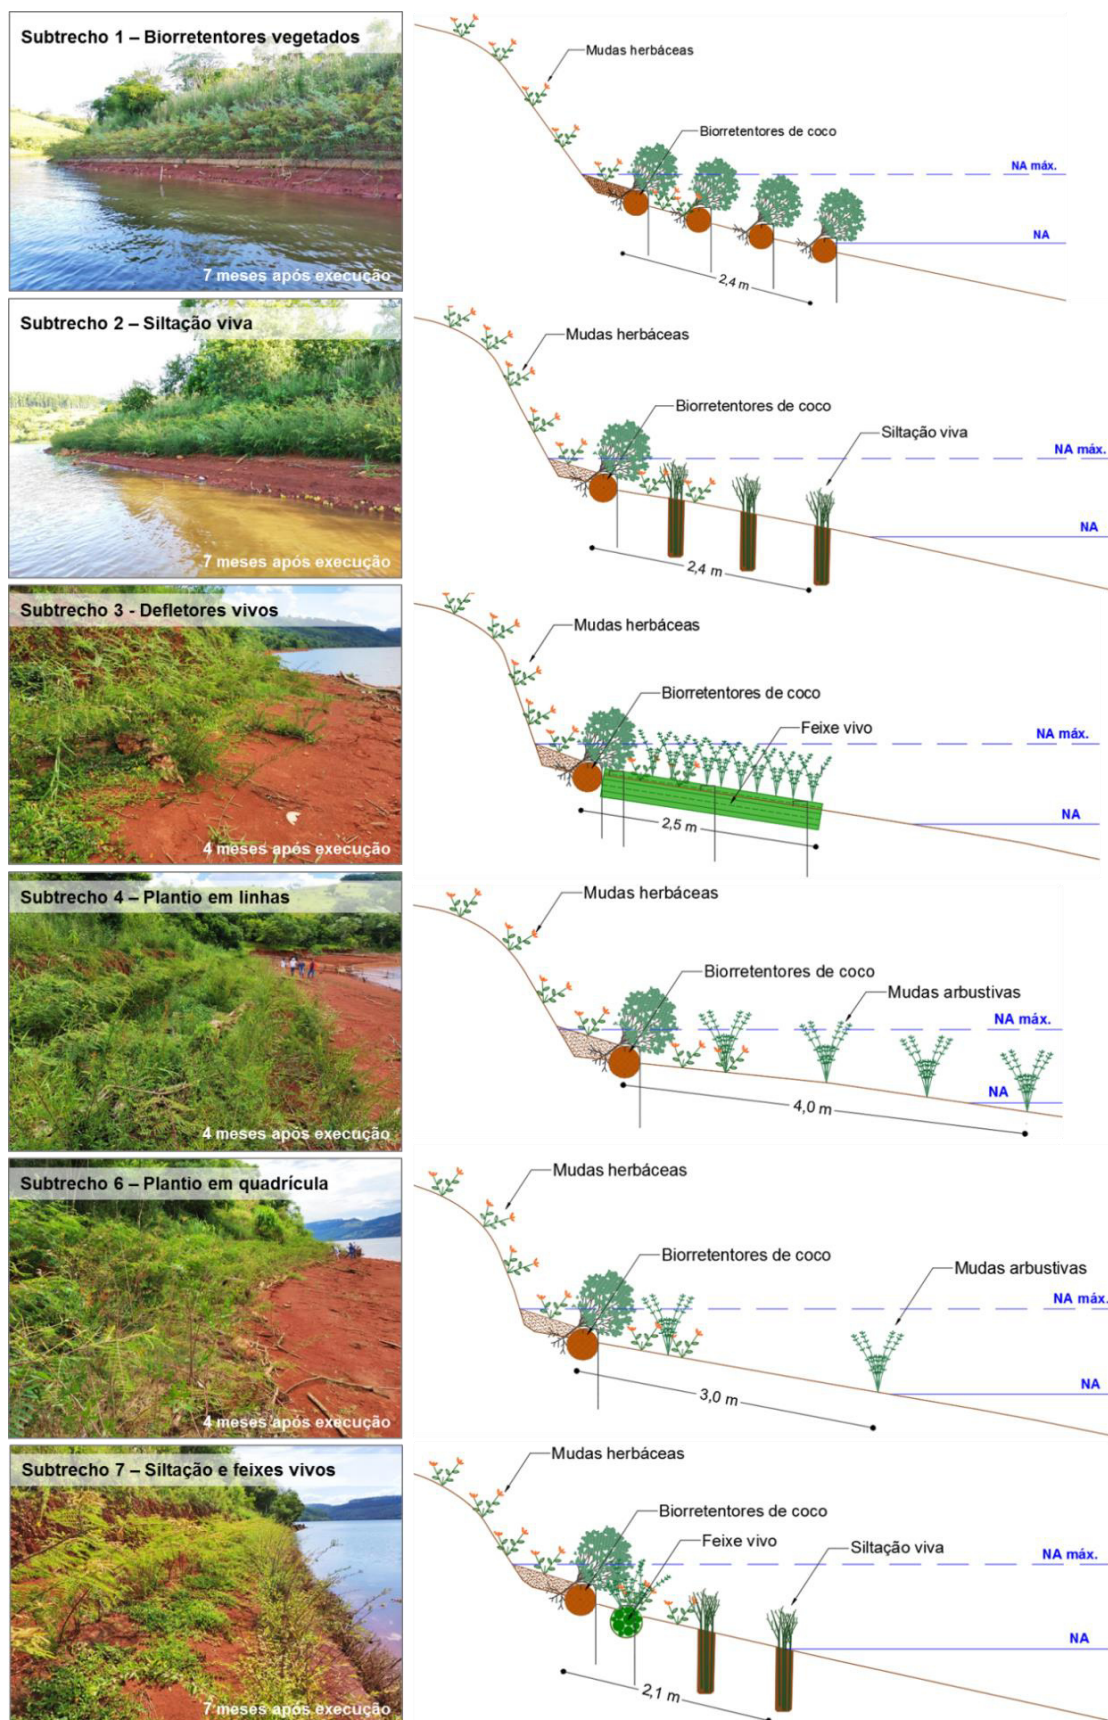 Subtrecho 1 – Biorretentores vegetados
7 meses após execução
Mudas herbáceas
Biorretentores de coco
NA máx.
NA
2,4 m
Subtrecho 2 – Siltação viva
7 meses após execução
Mudas herbáceas
Biorretentores de coco
Siltação viva
NA máx.
NA
2,4 m
Subtrecho 3 - Defletores vivos
4 meses após execução
Mudas herbáceas
Biorretentores de coco
Feixe vivo
NA máx.
NA
2,5 m
Subtrecho 4 – Plantio em linhas
4 meses após execução
Mudas herbáceas
Biorretentores de coco
Mudas arbustivas
NA máx.
NA
4,0 m
Subtrecho 6 – Plantio em quadrícula
4 meses após execução
Mudas herbáceas
Biorretentores de coco
Mudas arbustivas
NA máx.
NA
3,0 m
Subtrecho 7 – Siltação e feixes vivos
7 meses após execução
Mudas herbáceas
Biorretentores de coco
Feixe vivo
Siltação viva
NA máx.
NA
2,1 m